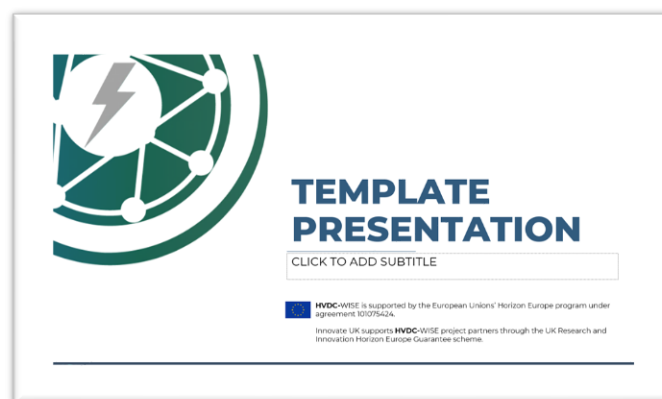 TEMPLATE
PRESENTATION
CLICK TO ADD SUBTITLE
HVDC-WISE is supported by the European Unions' Horizon Europe program under
agreement 101075424.
Innovate UK supports HVDC-WISE project partners through the UK Research and
Innovation Horizon Europe Guarantee scheme.